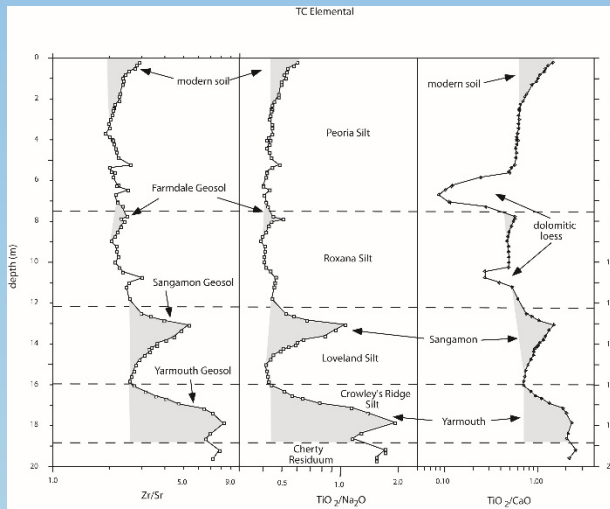 TC Elemental
0
2
4
6
8
10
12
14
16
18
20
depth (m)
modern soil
Farmdale Geosol
Sangamon Geosol
Yarmouth Geosol
1.0
3.0
5.0
9.0
Zr/Sr
Peoria Silt
Roxana Silt
Loveland Silt
Crowley's Ridge
Silt
Cherty
Residuum
0.5
1.0
2.0
TiO2/Na2O
modern soil
dolomitic
loess
Sangamon
Yarmouth
0.10
1.00
TiO2/CaO